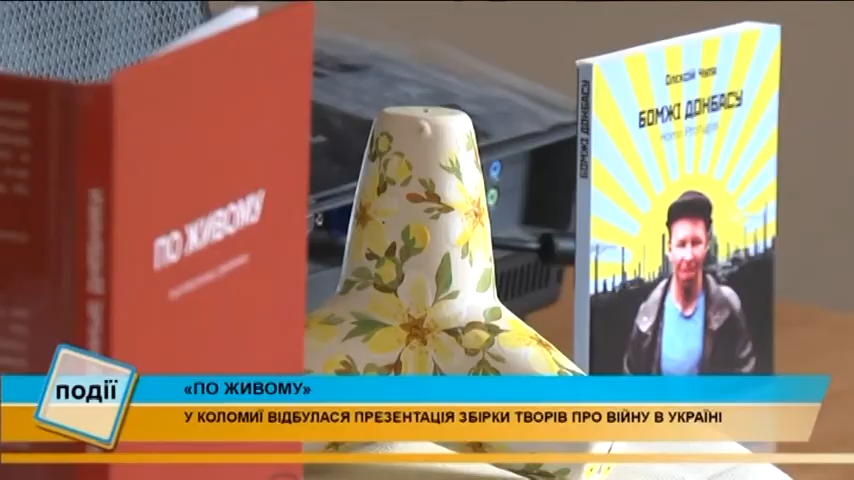 ПО ЖИВОМУ
Олексій Чупа
БОМЖІ ДОНБАСУ
БОМЖІ ДОНБАСУ
події
«ПО ЖИВОМУ»
У КОЛОМИЇ ВІДБУЛАСЯ ПРЕЗЕНТАЦІЯ ЗБІРКИ ТВОРІВ ПРО ВІЙНУ В УКРАЇНІ